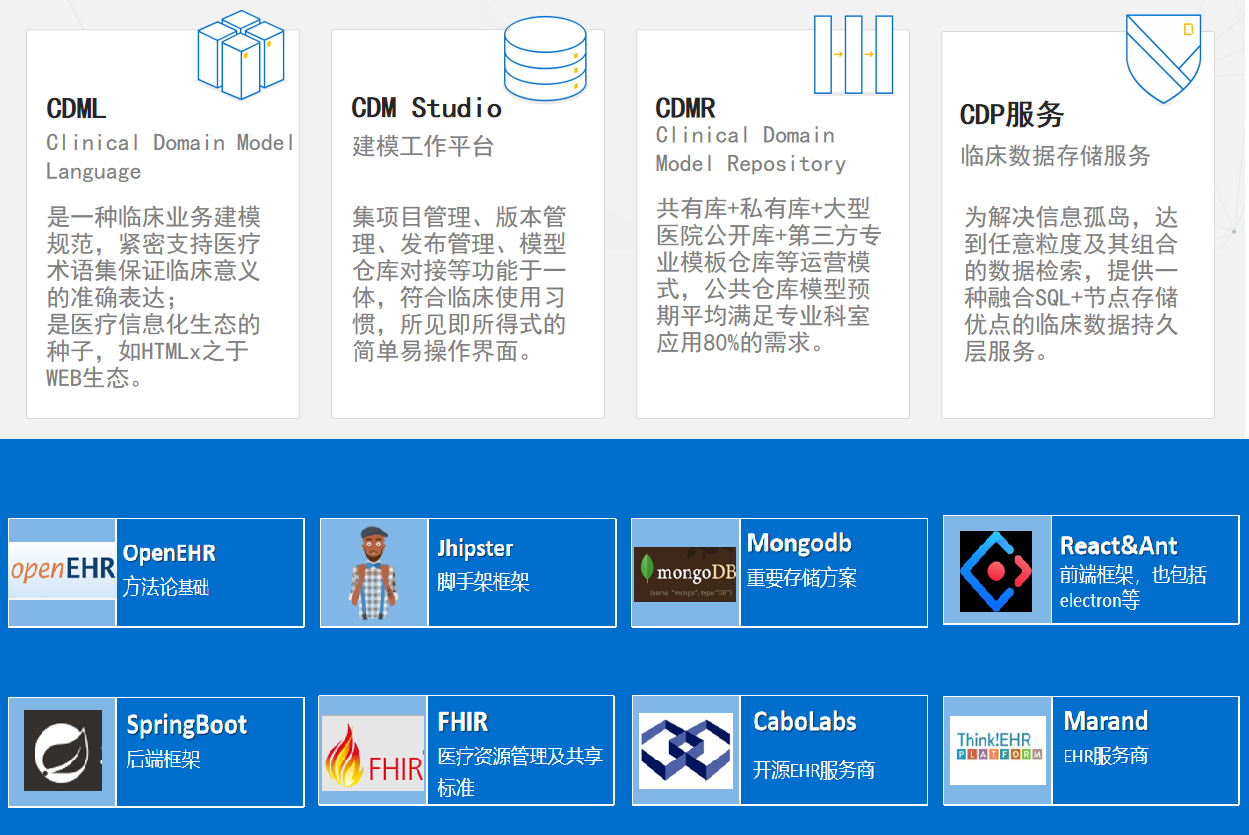 CDML
Clinical Domain Model
Language
是一种临床业务建模
规范，紧密支持医疗
术语集保证临床意义
的准确表达；
是医疗信息化生态的
种子，如HTMLx之于
WEB生态。
CDM Studio
建模工作平台
集项目管理、版本管
理、发布管理、模型
仓库对接等功能于一
体，符合临床使用习
惯，所见即所得式的
简单易操作界面。
CDMR
Clinical Domain
Model Repository
共有库+私有库+大型
医院公开库+第三方专
业模板仓库等运营模
式，公共仓库模型预
期平均满足专业科室
应用80%的需求。
CDP服务
临床数据存储服务
为解决信息孤岛，达
到任意粒度及其组合
的数据检索，提供一
种融合SQL+节点存储
优点的临床数据持久
层服务。
openEHR
OpenEHR
方法论基础
Jhipster
脚手架框架
mongoDB
{name: "mongo", type:"DB"}
Mongodb
重要存储方案
React&Ant
前端框架，也包括
electron等
SpringBoot
后端框架
FHIR
FHIR
医疗资源管理及共享
标准
CaboLabs
开源EHR服务商
Think!EHR
PLATFORM
Marand
EHR服务商